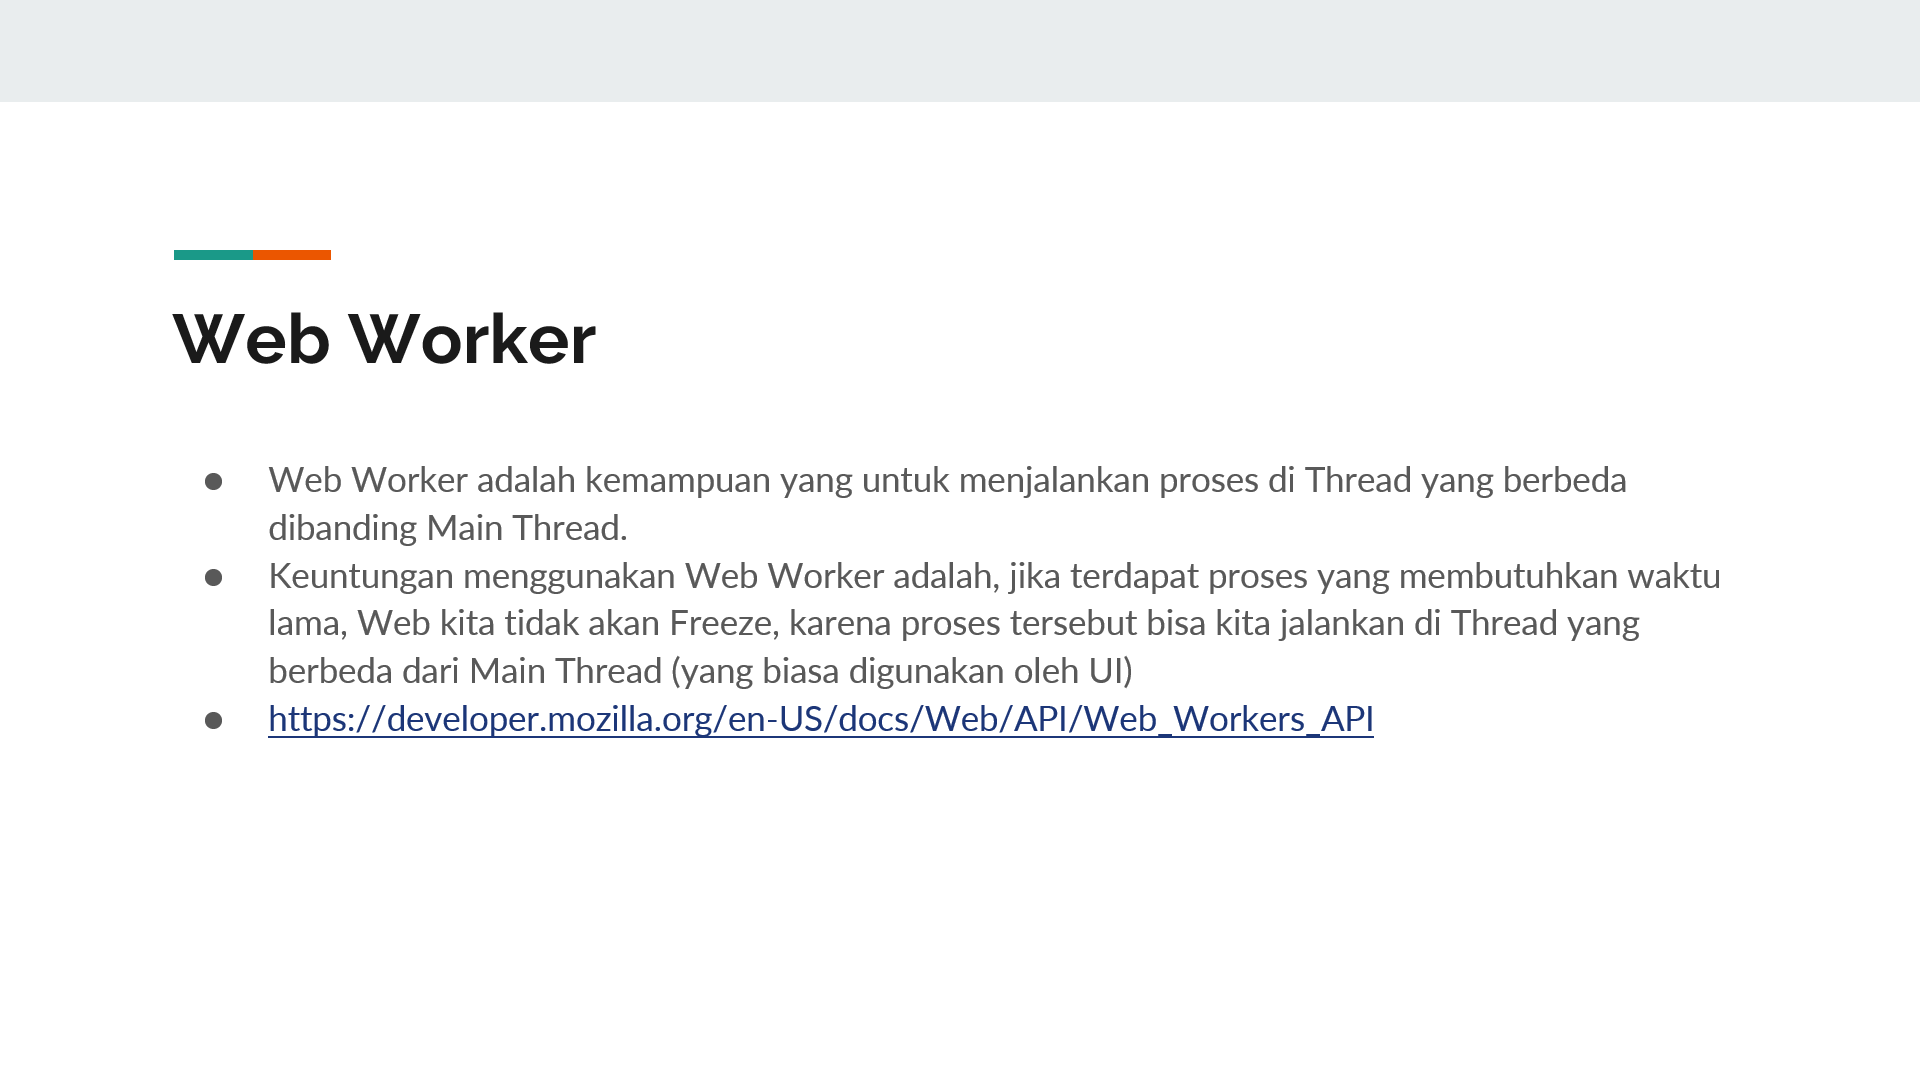 Web Worker
● Web Worker adalah kemampuan yang untuk menjalankan proses di Thread yang berbeda
dibanding Main Thread.
● Keuntungan menggunakan Web Worker adalah, jika terdapat proses yang membutuhkan waktu
lama, Web kita tidak akan Freeze, karena proses tersebut bisa kita jalankan di Thread yang
berbeda dari Main Thread (yang biasa digunakan oleh UI)
● https://developer.mozilla.org/en-US/docs/Web/API/Web_Workers_API